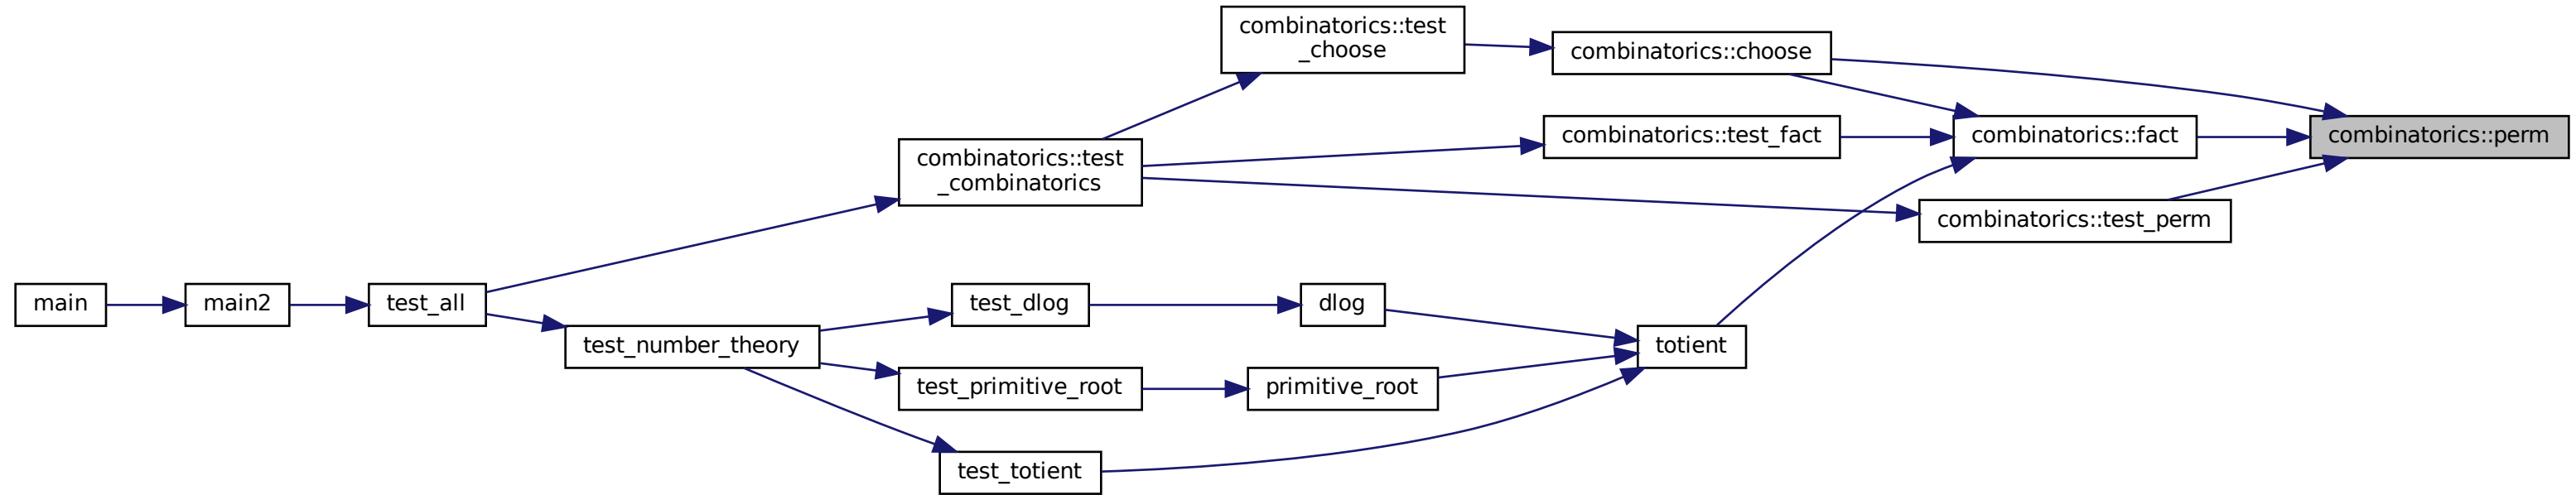 combinatorics::test
_choose
combinatorics::choose
combinatorics::test_fact
combinatorics::fact
combinatorics::perm
combinatorics::test
_combinatorics
combinatorics::test_perm
main
main2
test_all
test_dlog
dlog
test_number_theory
totient
test_primitive_root
primitive_root
test_totient